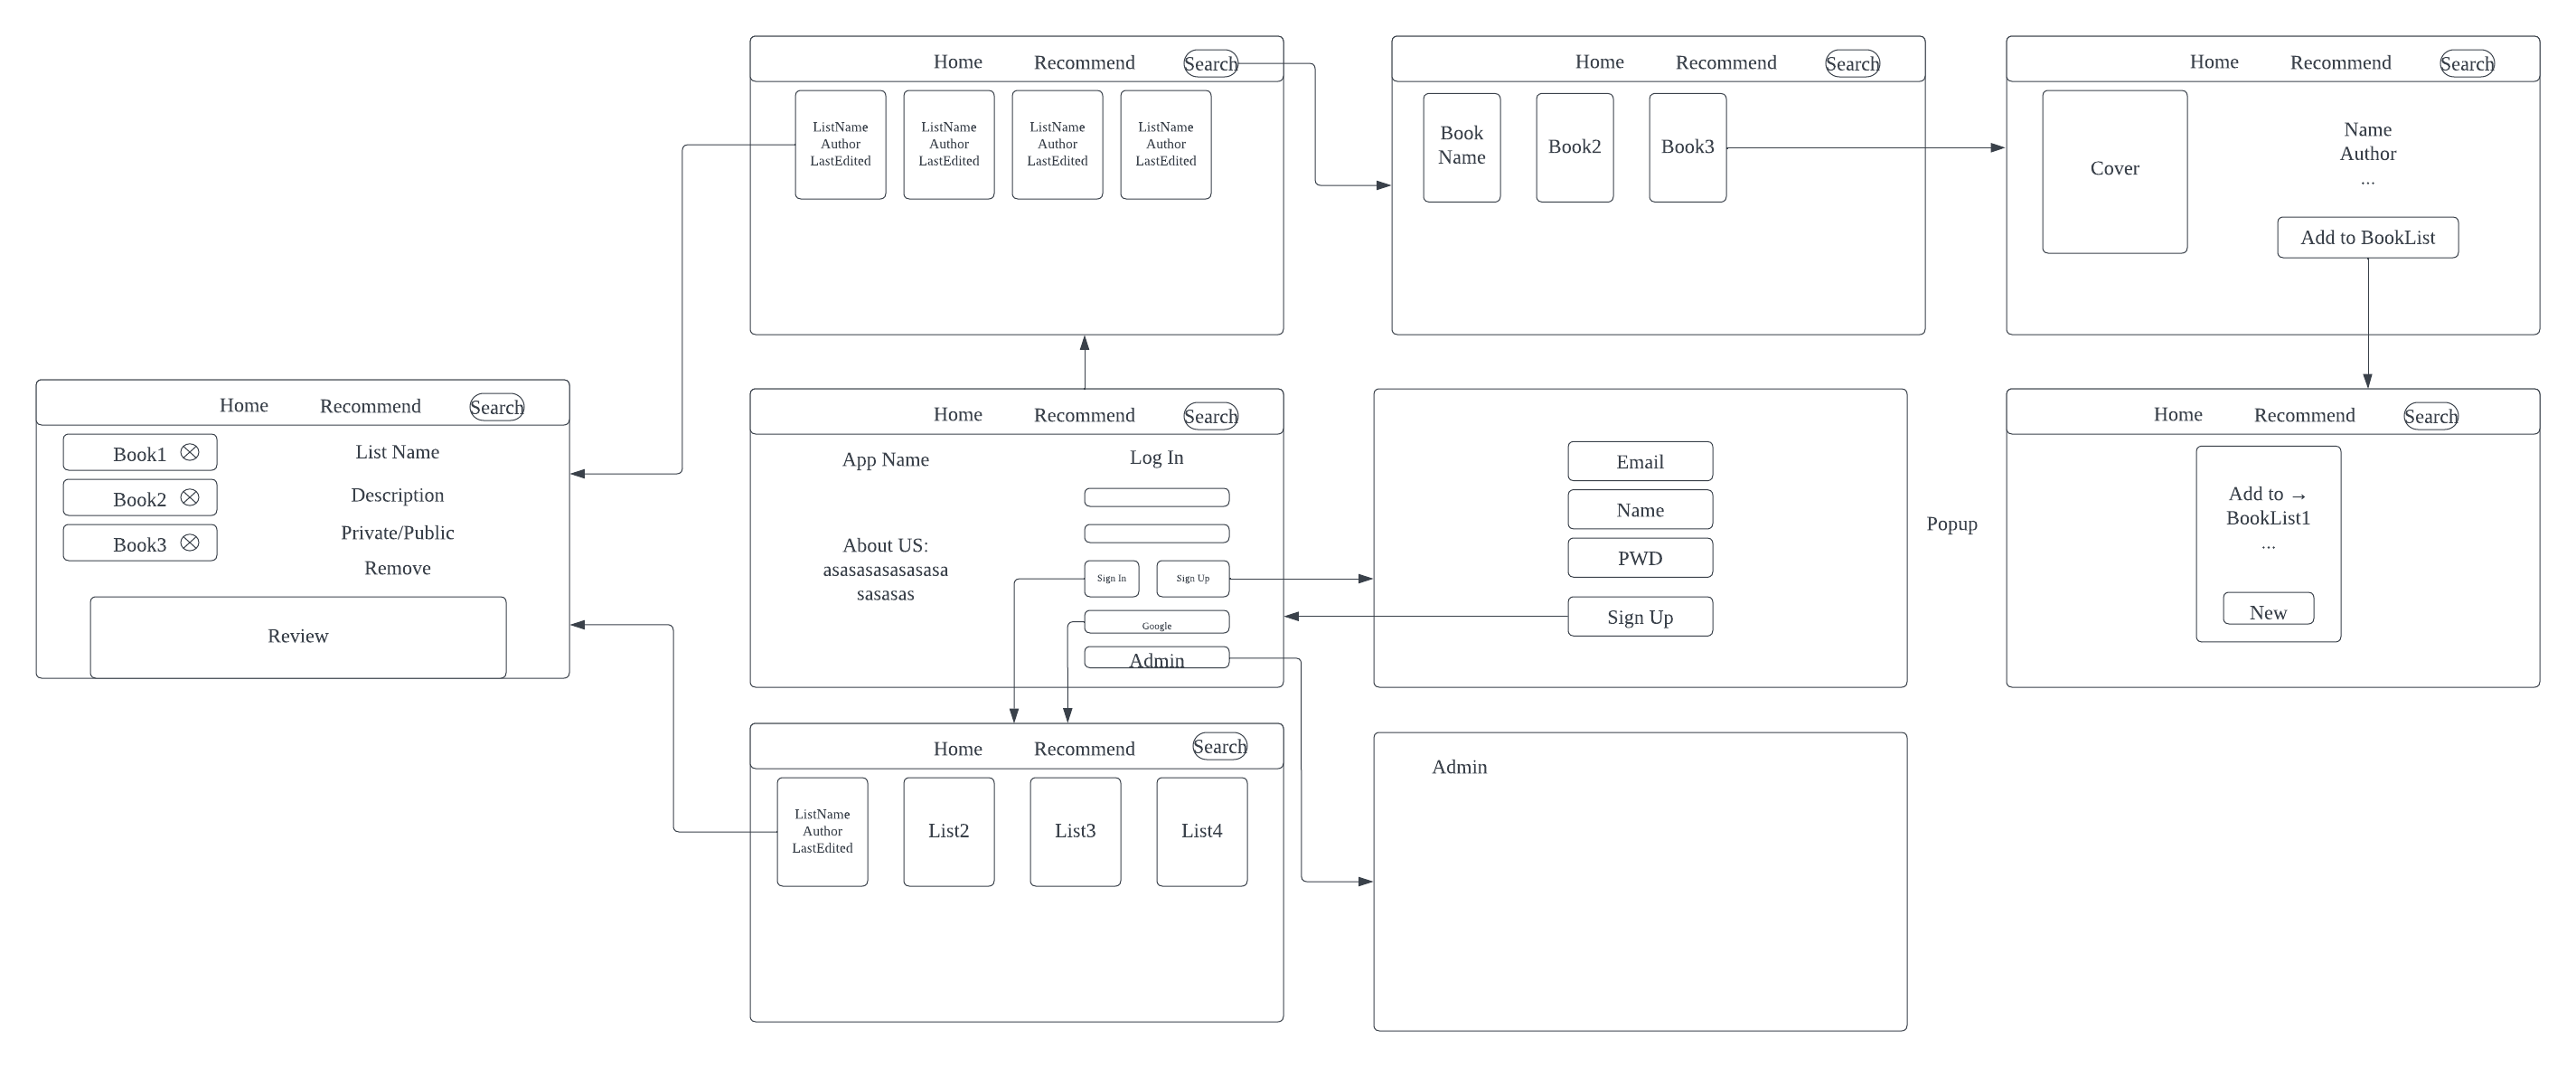 Home
Recommend
Search
ListName
Author
LastEdited
ListName
Author
LastEdited
ListName
Author
LastEdited
ListName
Author
LastEdited
Home
Recommend
Search
Book
Name
Book2
Book3
Home
Recommend
Search
Cover
Name
Author
...
Add to BookList
Home
Recommend
Search
Book1
Book2
Book3
List Name
Description
Private/Public
Remove
Review
Home
Recommend
Search
App Name
About US:
asasasasasasasa
sasasas
Log In
Sign In
Sign Up
Google
Admin
Email
Name
PWD
Sign Up
Popup
Home
Recommend
Search
Add to →
BookList1
...
New
Home
Recommend
Search
ListName
Author
LastEdited
List2
List3
List4
Admin